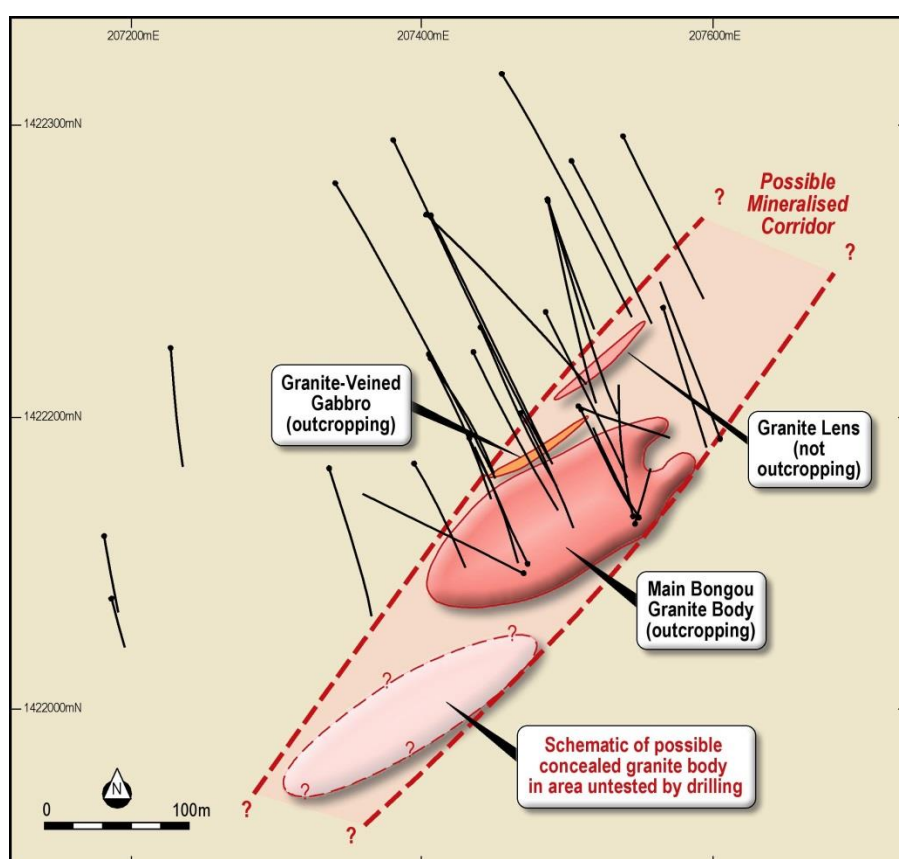 207200mE
207400mE
207600mE
1422300mN
?
Possible
Mineralised
Corridor
?
Granite-Veined
Gabbro
(outcropping)
1422200mN
Granite Lens
(not
outcropping)
Main Bongou
Granite Body
(outcropping)
?
?
?
1422000mN
?
Schematic of possible
concealed granite body
in area untested by drilling
?
?
?
?
N
0
100m